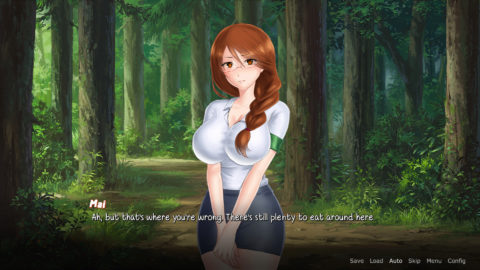 Mai
Ah, but that's where you're wrong. There's still plenty to eat around here.
Save Load Auto Skip Menu Config